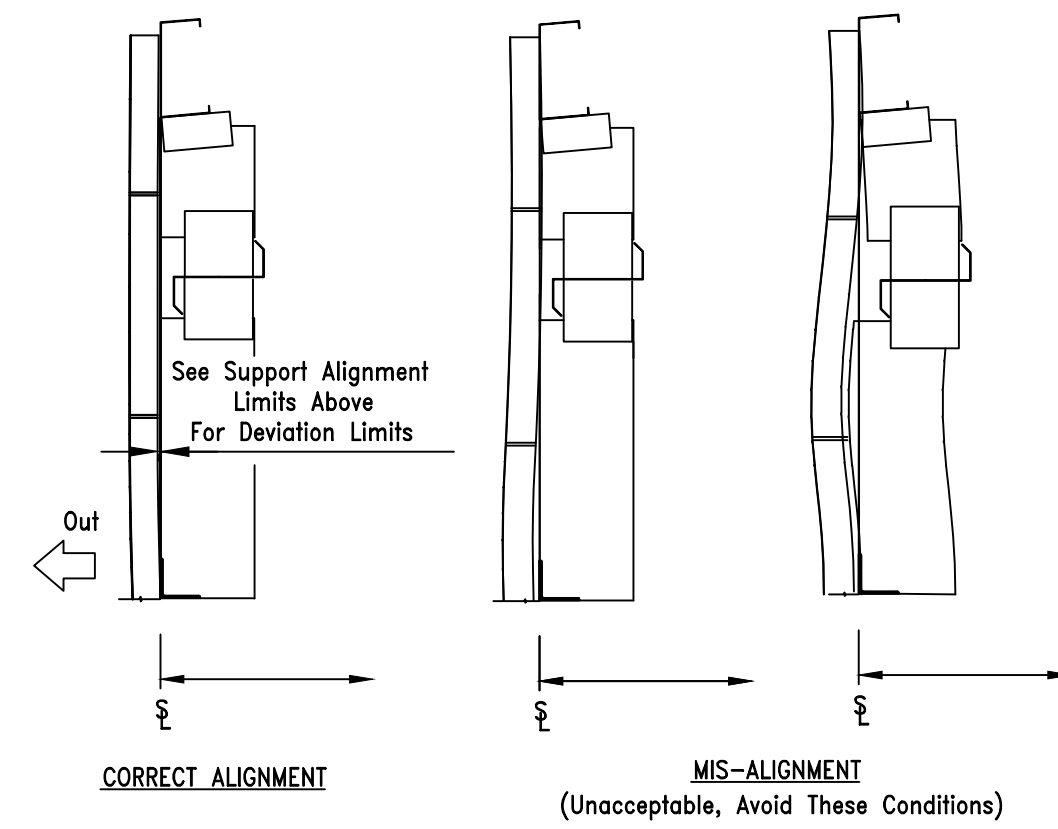 See Support Alignment
Limits Above
For Deviation Limits
Out
SL
SL
SL
CORRECT ALIGNMENT
MIS-ALIGNMENT
(Unacceptable, Avoid These Conditions)